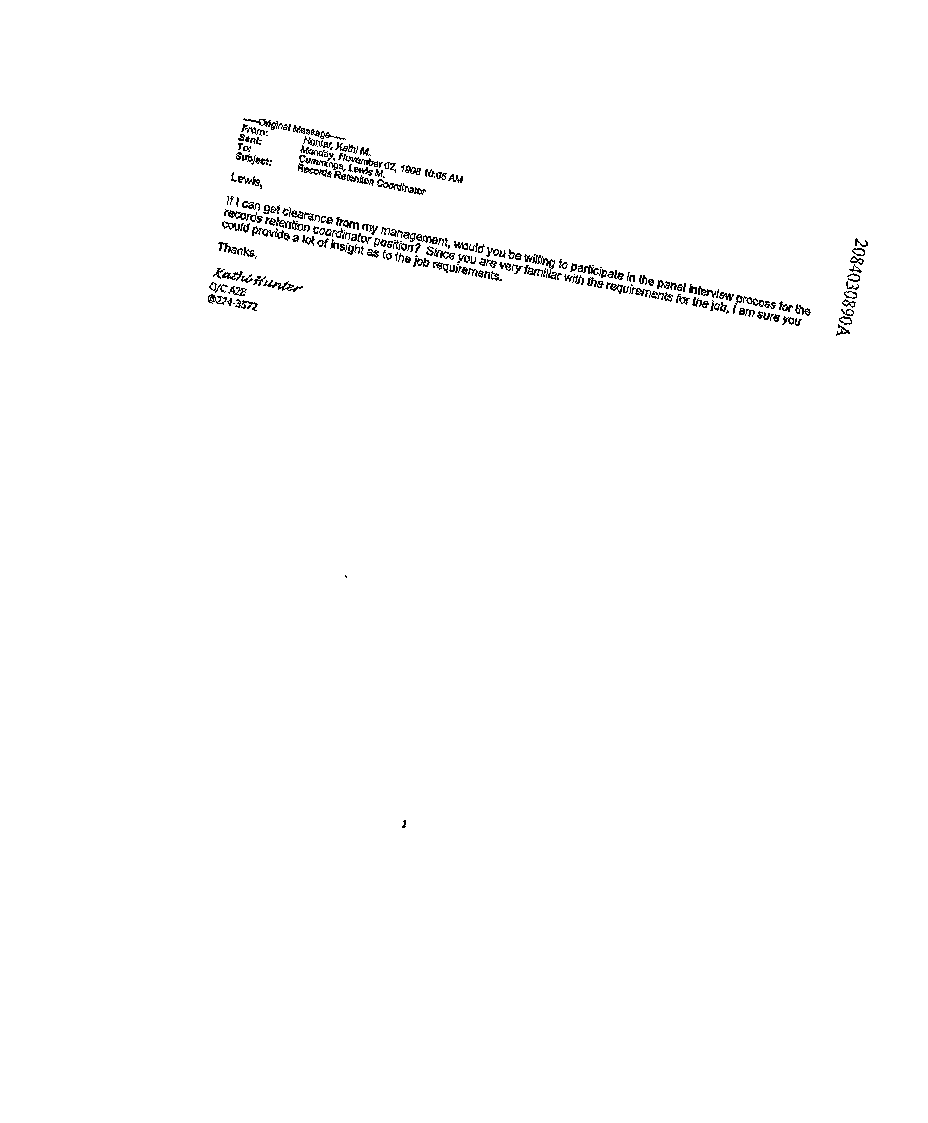 -----Original Message-----
From: Hunter, Kathi M.
Sent: Monday, November 02, 1998 10:05 AM
To: Cummings, Lewis M.
Subject: Records Retention Coordinator
Lewis,
If I can get clearance from my management, would you be willing to participate in the panel interview process for the
records retention coordinator position? Since you are very familiar with the requirements for the job, I am sure you
could provide a lot of insight as to the job requirements.
Thanks,
Kathi Hunter
O/C A2E
@274-3572
2084030890A
1